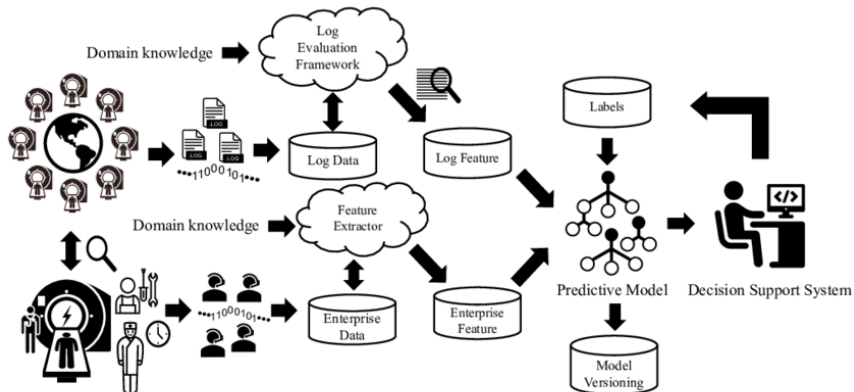 Log
Evaluation
Framework
Domain knowledge
LOG
LOG
LOG
...11000101...
Log Data
Log Feature
Labels
</>
Domain knowledge
Feature
Extractor
...11000101...
Enterprise
Data
Enterprise
Feature
Predictive Model
Decision Support System
Model
Versioning